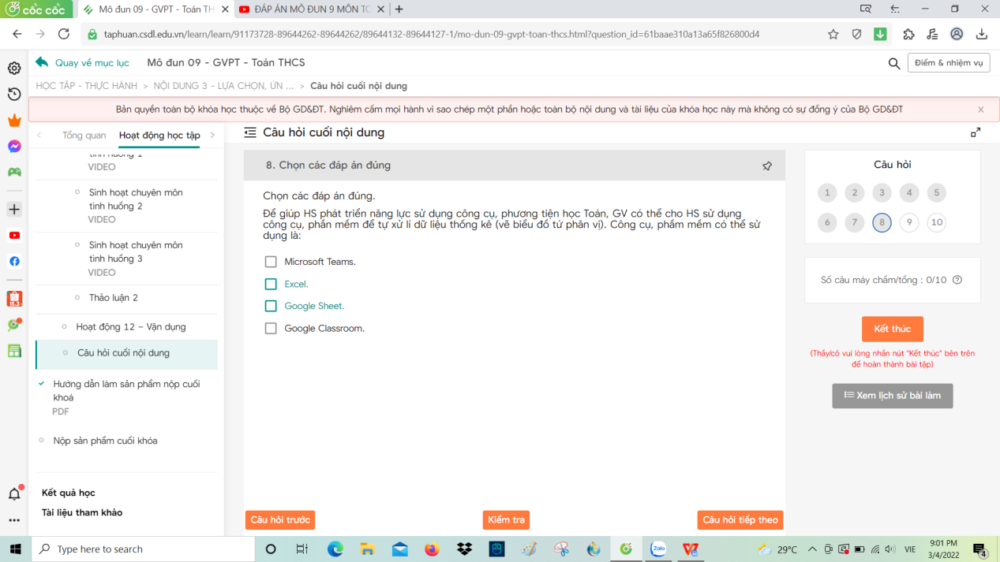 cốc cốc
Mô đun 09 - GVPT - Toán TH
ĐÁP ÁN MÔ ĐUN 9 MÔN TO
taphuan.csdl.edu.vn/learn/learn/91173728-89644262-89644262/89644132-89644127-1/mo-dun-09-gvpt-toan-thcs.html?question_id=61baae310a13a65f826800d4
Quay về mục lục
Mô đun 09 - GVPT - Toán THCS
Điểm & nhiệm vụ
HỌC TẬP - THỰC HÀNH > NỘI DUNG 3 - LỰA CHỌN, ỨN ... > Câu hỏi cuối nội dung
Bản quyền toàn bộ khóa học thuộc về Bộ GD&ĐT. Nghiêm cấm mọi hành vi sao chép một phần hoặc toàn bộ nội dung và tài liệu của khóa học này mà không có sự đồng ý của Bộ GD&ĐT
Tổng quan
Hoạt động học tập
tình huống 1
VIDEO
Sinh hoạt chuyên môn
tình huống 2
VIDEO
Sinh hoạt chuyên môn
tình huống 3
VIDEO
Thảo luận 2
Hoạt động 12 – Vận dụng
Câu hỏi cuối nội dung
Hướng dẫn làm sản phẩm nộp cuối
khoá
PDF
Nộp sản phẩm cuối khóa
Kết quả học
Tài liệu tham khảo
Câu hỏi cuối nội dung
8. Chọn các đáp án đúng
Chọn các đáp án đúng.
Để giúp HS phát triển năng lực sử dụng công cụ, phương tiện học Toán, GV có thể cho HS sử dụng
công cụ, phần mềm để tự xử lí dữ liệu thống kê (vẽ biểu đồ tứ phân vị). Công cụ, phầm mềm có thể sử
dụng là:
Microsoft Teams.
Excel.
Google Sheet.
Google Classroom.
Câu hỏi trước
Kiểm tra
Câu hỏi tiếp theo
Câu hỏi
1 2 3 4 5
6 7 8 9 10
Số câu máy chấm/tổng : 0/10
Kết thúc
(Thầy/cô vui lòng nhấn nút "Kết thúc" bên trên
để hoàn thành bài tập)
Xem lịch sử bài làm
15.3
Type here to search
Zalo
29°C
VIE
9:01 PM
3/4/2022
4